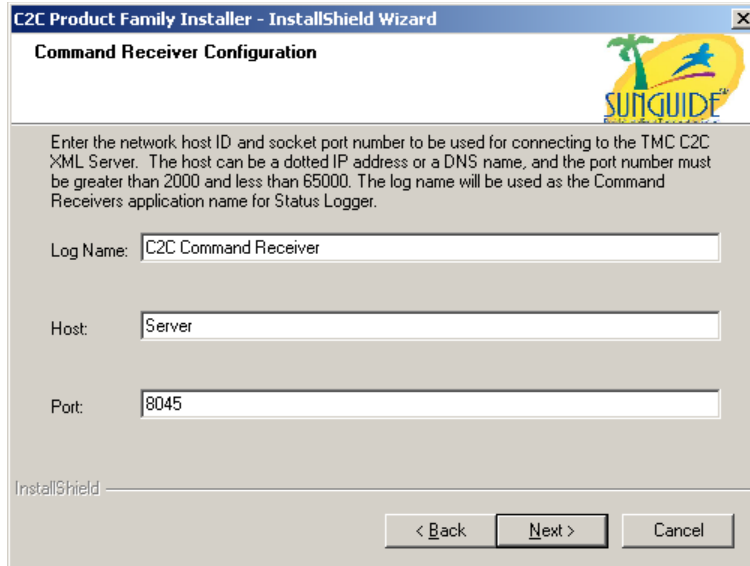 C2C Product Family Installer - InstallShield Wizard
Command Receiver Configuration
SUNGUIDE
Enter the network host ID and socket port number to be used for connecting to the TMC C2C
XML Server. The host can be a dotted IP address or a DNS name, and the port number must
be greater than 2000 and less than 65000. The log name will be used as the Command
Receivers application name for Status Logger.
Log Name: C2C Command Receiver
Host: Server
Port: 8045
InstallShield
< Back Next > Cancel